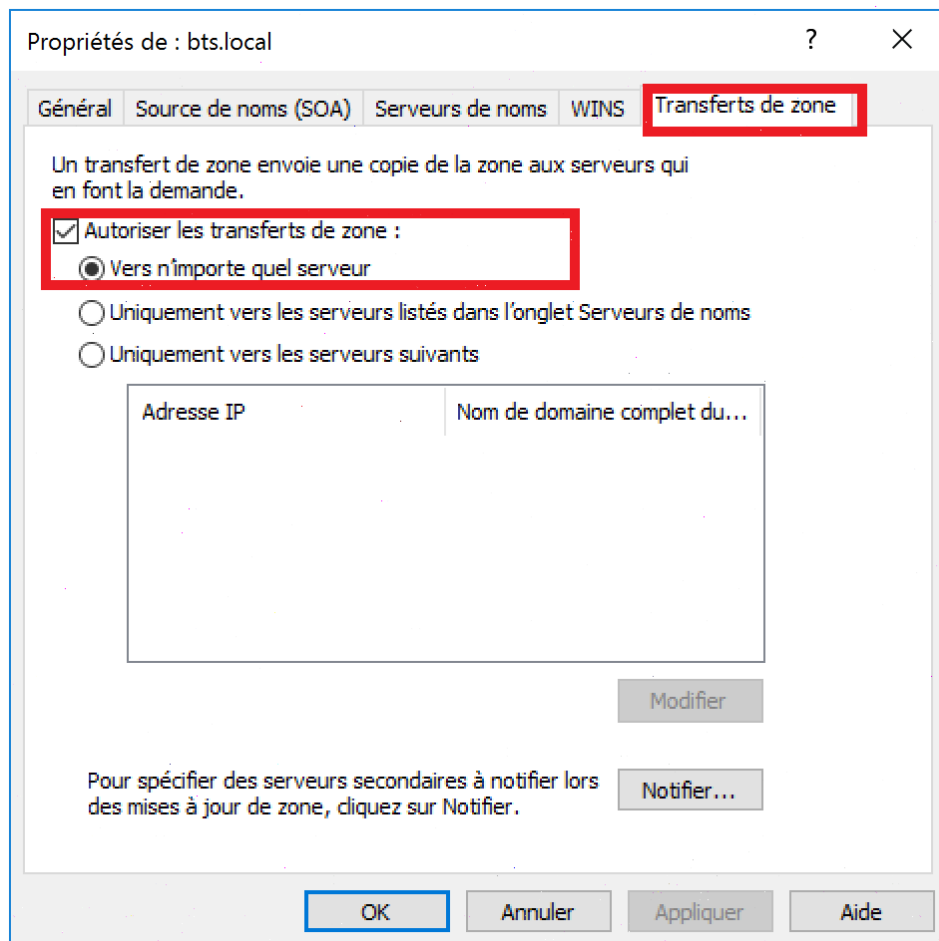 Propriétés de : bts.local
?
Général
Source de noms (SOA)
Serveurs de noms
WINS
Transferts de zone
Un transfert de zone envoie une copie de la zone aux serveurs qui
en font la demande.
Autoriser les transferts de zone :
Vers n'importe quel serveur
Uniquement vers les serveurs listés dans l'onglet Serveurs de noms
Uniquement vers les serveurs suivants
Adresse IP
Nom de domaine complet du...
Modifier
Pour spécifier des serveurs secondaires à notifier lors
des mises à jour de zone, cliquez sur Notifier.
Notifier...
OK
Annuler
Appliquer
Aide